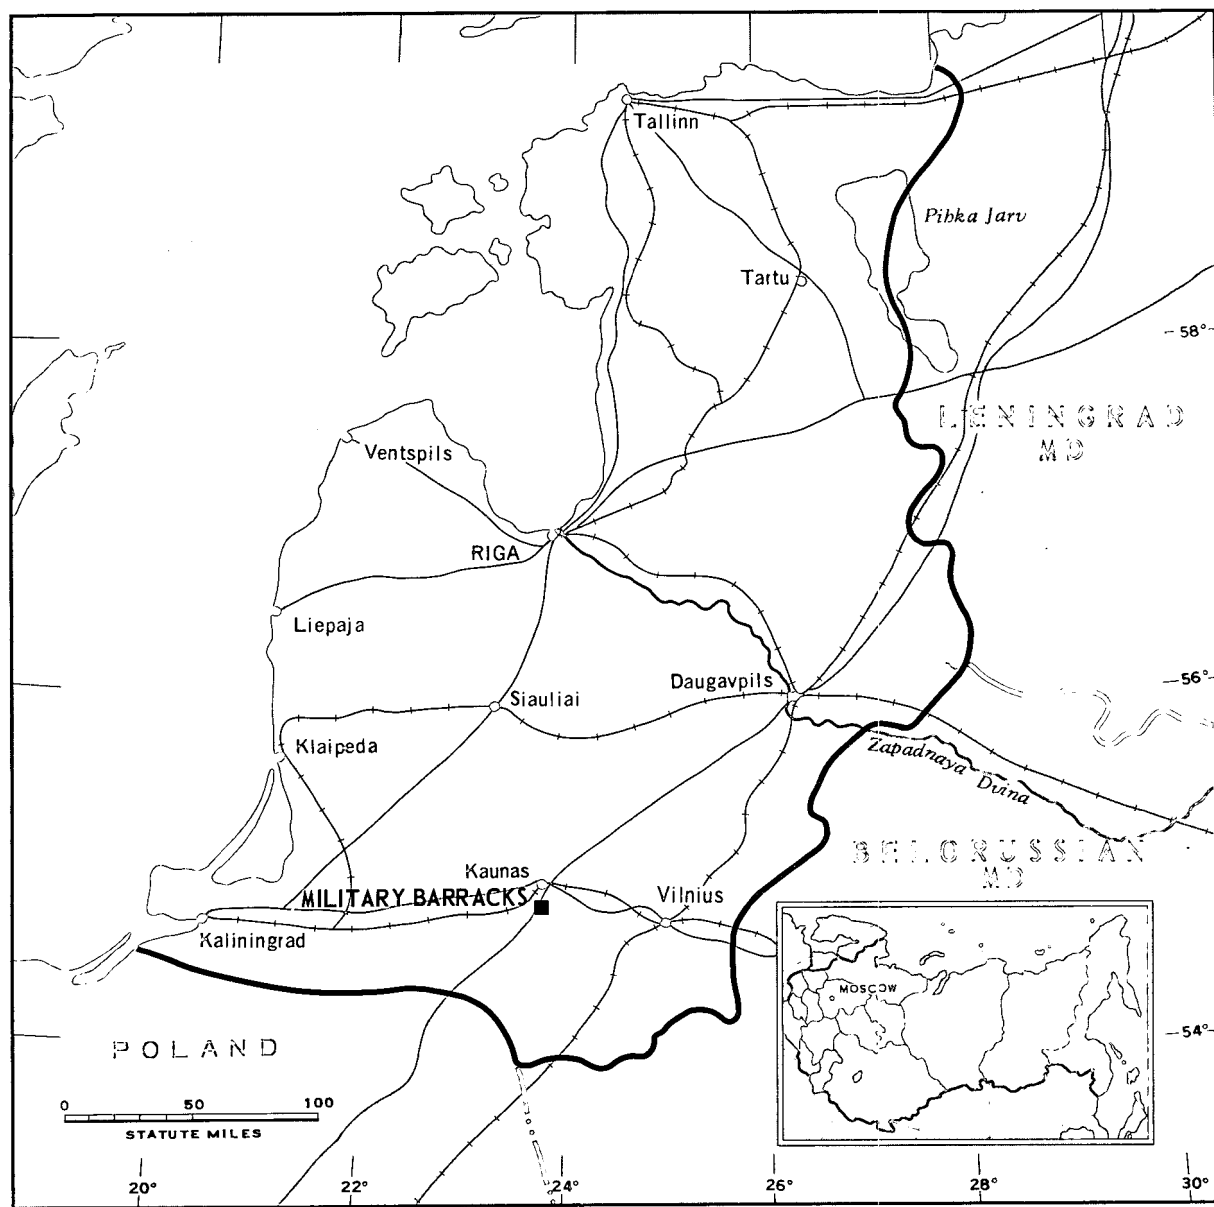 Tallinn
Pihka Jarv
Tartu
58°
LENINGRAD
MD
Ventspils
RIGA
Liepaja
Daugavpils
56°
Siauliai
Klaipeda
Zapadnaya Dvina
BELORUSSIAN
MD
Kaunas
MILITARY BARRACKS
Vilnius
Kaliningrad
MOSCOW
54°
POLAND
0 50 100
STATUTE MILES
20° 22° 24° 26° 28° 30°